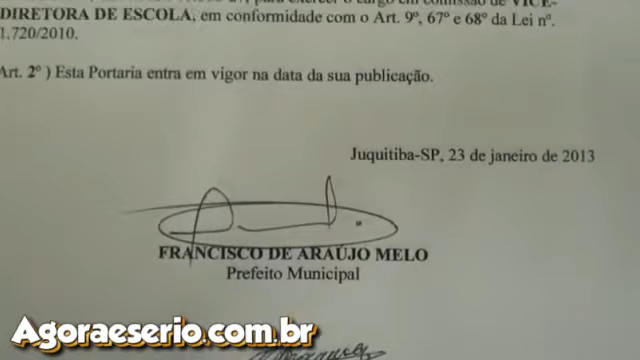 DIRETORA DE ESCOLA, em conformidade com o Art. 9º, 67º e 68º da Lei nº.
1.720/2010.
Art. 2º ) Esta Portaria entra em vigor na data da sua publicação.
Juquitiba-SP, 23 de janeiro de 2013
FRANCISCO DE ARAÚJO MELO
Prefeito Municipal
Agoraeserio.com.br